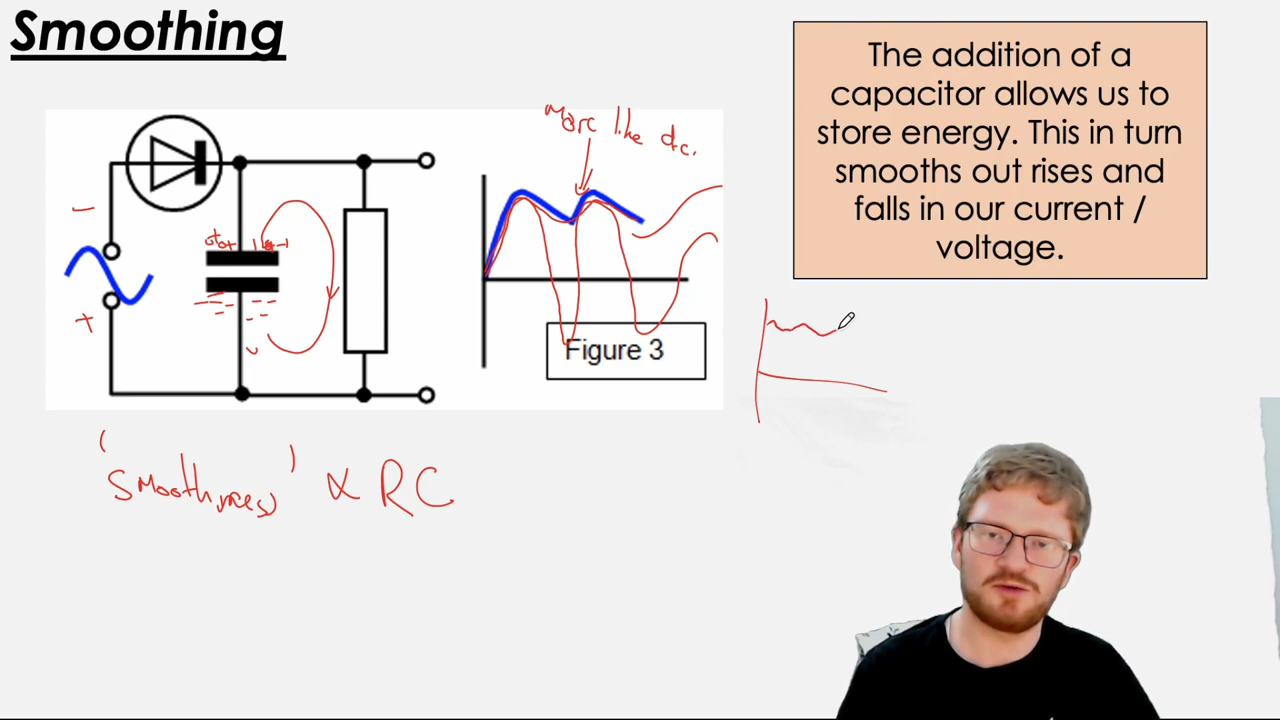 Smoothing
The addition of a
capacitor allows us to
store energy. This in turn
smooths out rises and
falls in our current /
voltage.
More like d.c.
Figure 3
'Smoothness' ∝ RC